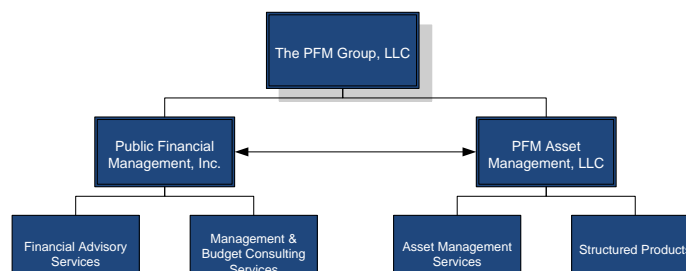 The PFM Group, LLC
Public Financial
Management, Inc.
PFM Asset
Management, LLC
Financial Advisory
Services
Management &
Budget Consulting
Services
Asset Management
Services
Structured Products